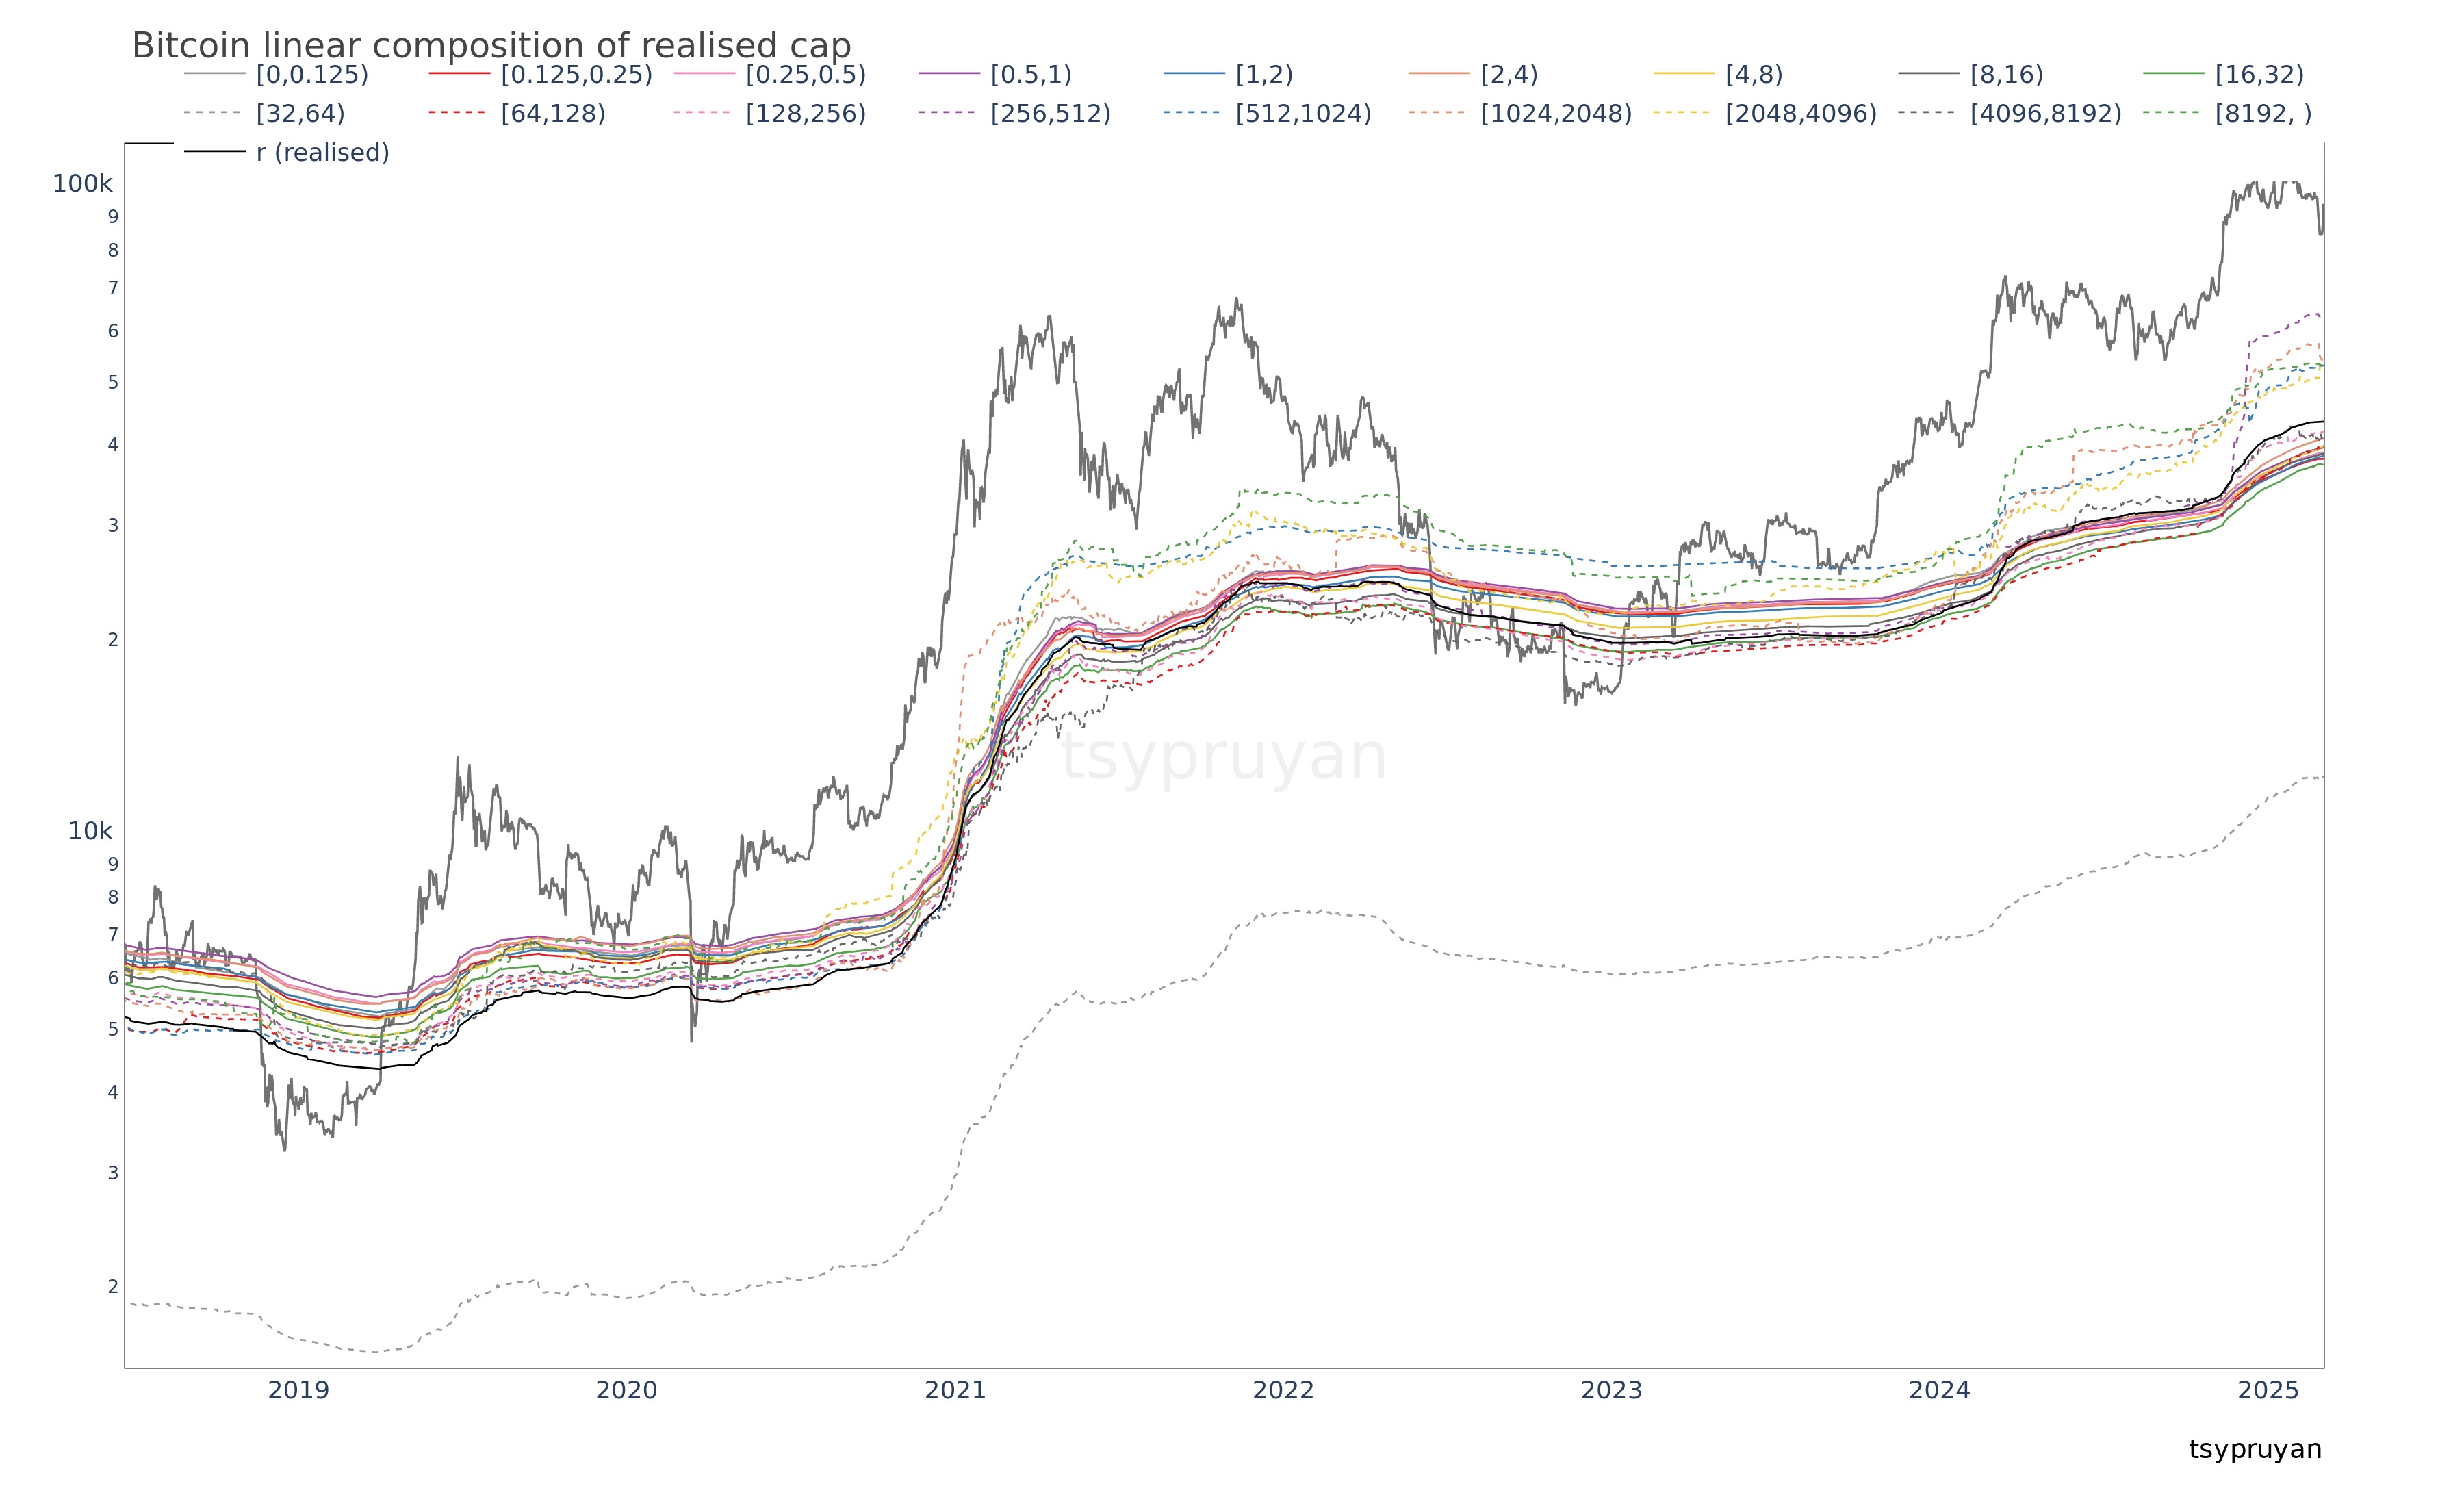 Bitcoin linear composition of realised cap
[0,0.125) [0.125,0.25) [0.25,0.5) [0.5,1) [1,2) [2,4) [4,8) [8,16) [16,32)
[32,64) [64,128) [128,256) [256,512) [512,1024) [1024,2048) [2048,4096) [4096,8192) [8192, )
r (realised)
100k
9
8
7
6
5
4
3
2
tsypruyan
10k
9
8
7
6
5
4
3
2
2019 2020 2021 2022 2023 2024 2025
tsypruyan